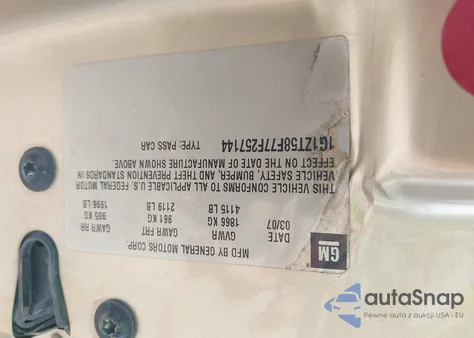 GM
MFD BY GENERAL MOTORS CORP.
DATE GVWR GAWR FRT GAWR RR
03/07 1866 KG 961 KG 905 KG
4115 LB 2119 LB 1996 LB
THIS VEHICLE CONFORMS TO ALL APPLICABLE U.S. FEDERAL MOTOR
VEHICLE SAFETY, BUMPER, AND THEFT PREVENTION STANDARDS IN
EFFECT ON THE DATE OF MANUFACTURE SHOWN ABOVE.
1G1ZT58F77F257144 TYPE: PASS CAR
autoSnap
Pewne auta z aukcji USA i EU